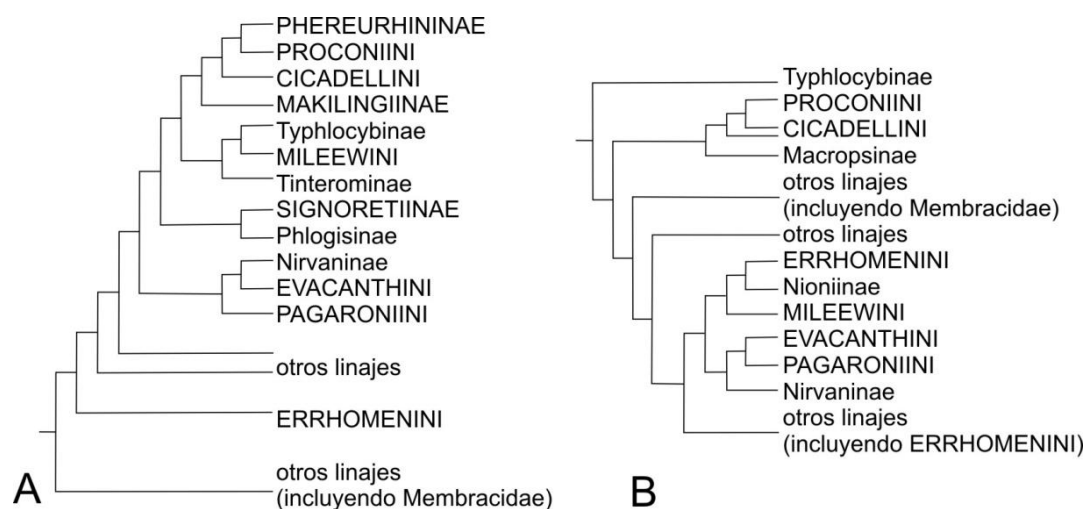 PHEREURHININAE
PROCONIINI
CICADELLINI
MAKILINGIINAE
Typhlocybinae
MILEEWINI
Tinterominae
SIGNORETIINAE
Phlogisinae
Nirvaninae
EVACANTHINI
PAGARONIINI
otros linajes
ERRHOMENINI
otros linajes
(incluyendo Membracidae)
A
Typhlocybinae
PROCONIINI
CICADELLINI
Macropsinae
otros linajes
(incluyendo Membracidae)
otros linajes
ERRHOMENINI
Nioniinae
MILEEWINI
EVACANTHINI
PAGARONIINI
Nirvaninae
otros linajes
(incluyendo ERRHOMENINI)
B